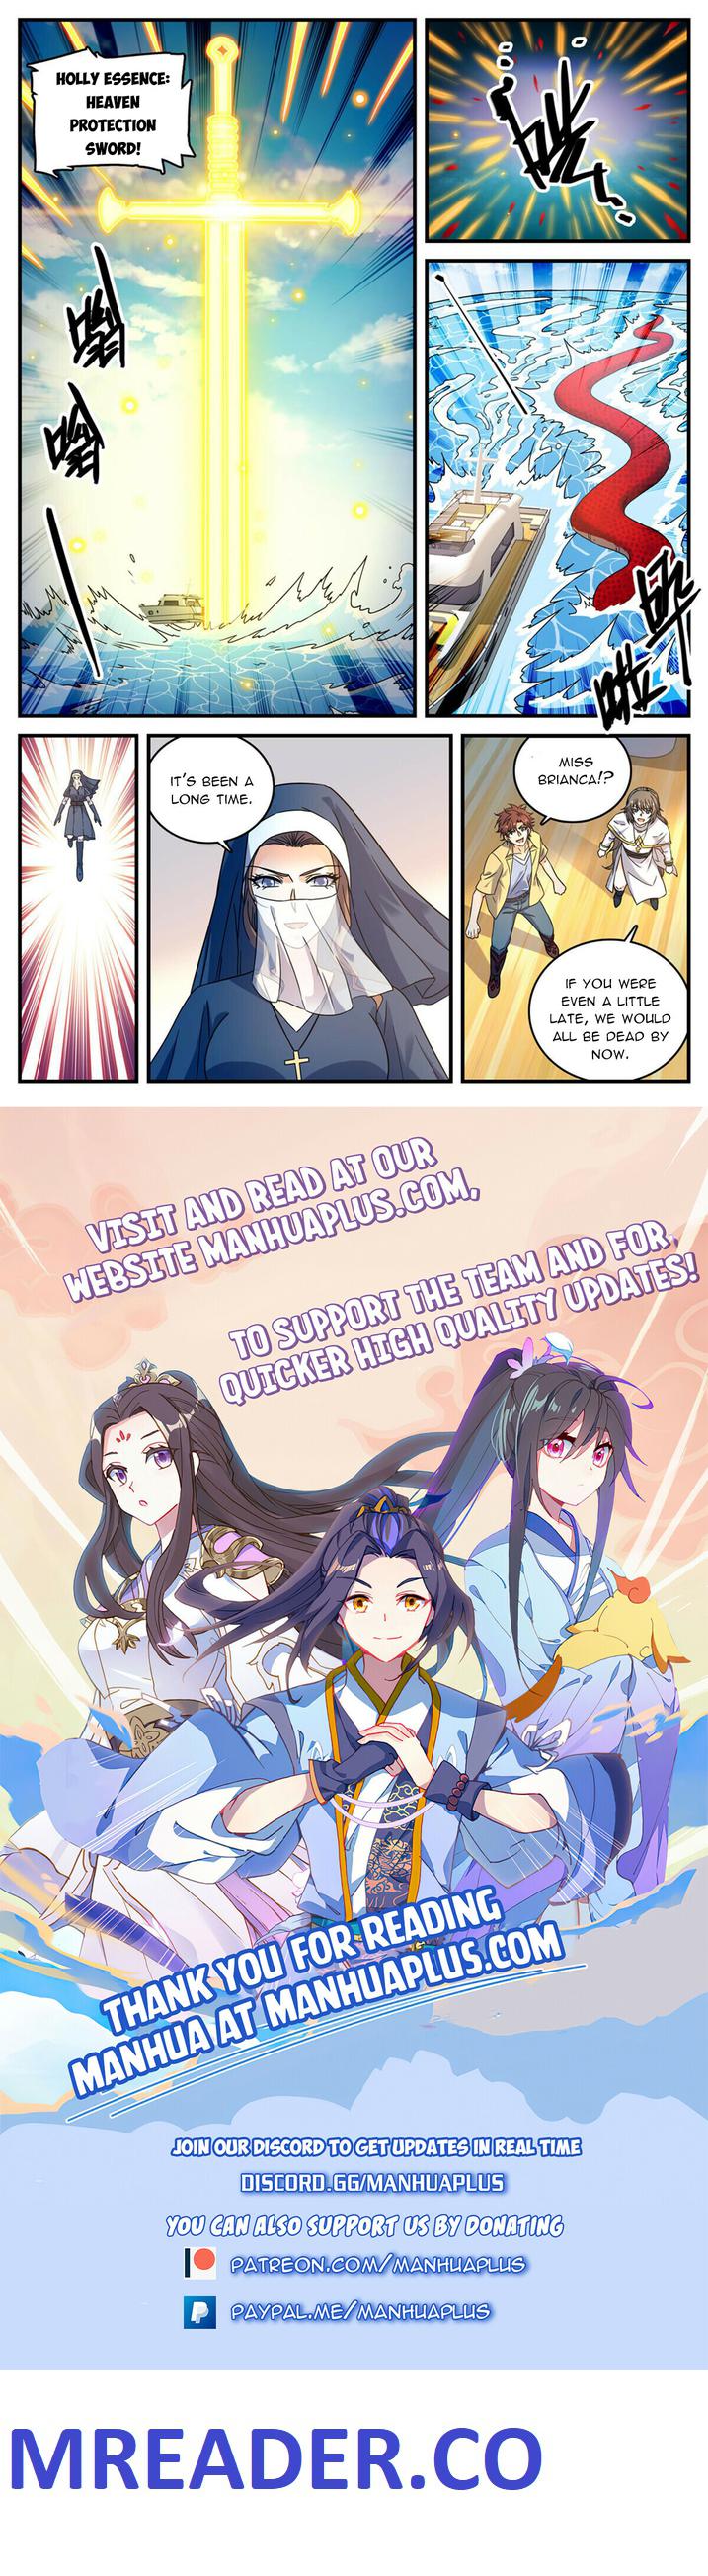 HOLLY ESSENCE:
HEAVEN
PROTECTION
SWORD!
IT'S BEEN A
LONG TIME.
MISS
BRIANCA!?
IF YOU WERE
EVEN A LITTLE
LATE, WE WOULD
ALL BE DEAD BY
NOW.
VISIT AND READ AT OUR
WEBSITE MANHUAPLUS.COM,
TO SUPPORT THE TEAM AND FOR
QUICKER HIGH QUALITY UPDATES!
THANK YOU FOR READING
MANHUA AT MANHUAPLUS.COM
JOIN OUR DISCORD TO GET UPDATES IN REAL TIME
DISCORD.GG/MANHUAPLUS
YOU CAN ALSO SUPPORT US BY DONATING
PATREON.COM/MANHUAPLUS
PAYPAL.ME/MANHUAPLUS
MREADER.CO